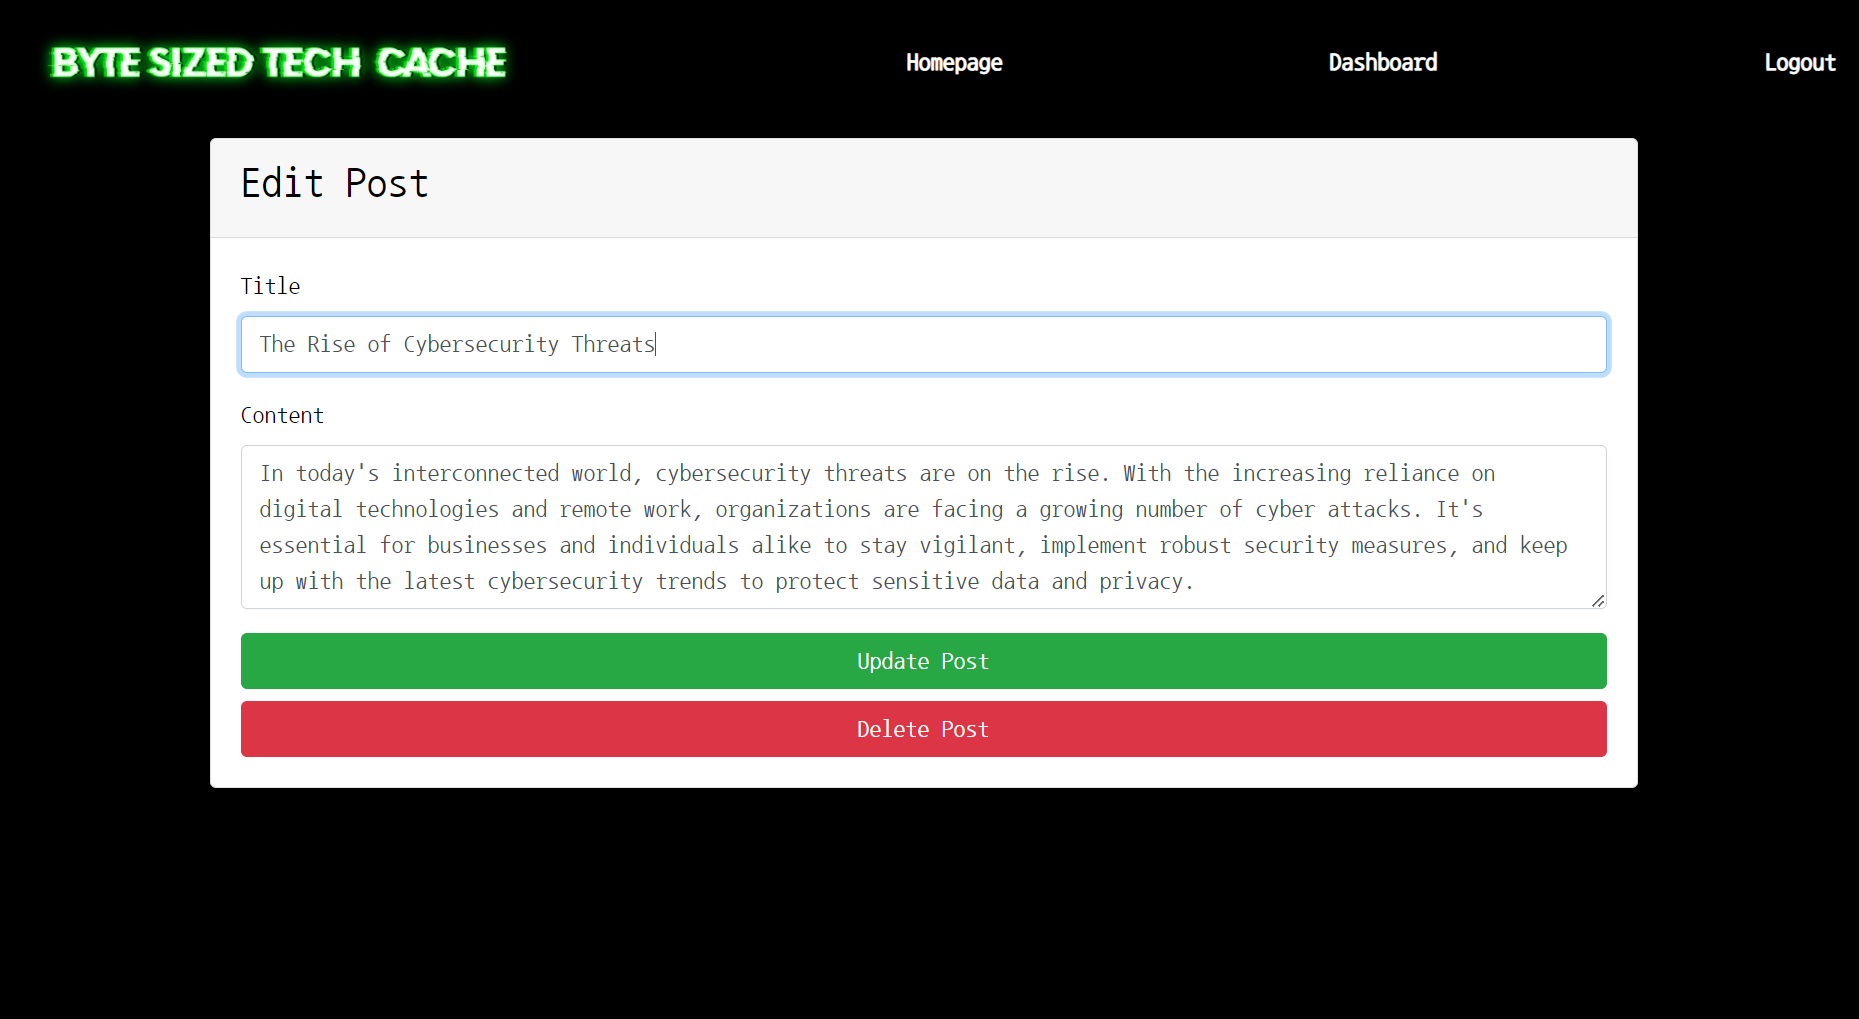 BYTE SIZED TECH CACHE
Homepage
Dashboard
Logout
Edit Post
Title
The Rise of Cybersecurity Threats
Content
In today's interconnected world, cybersecurity threats are on the rise. With the increasing reliance on
digital technologies and remote work, organizations are facing a growing number of cyber attacks. It's
essential for businesses and individuals alike to stay vigilant, implement robust security measures, and keep
up with the latest cybersecurity trends to protect sensitive data and privacy.
Update Post
Delete Post